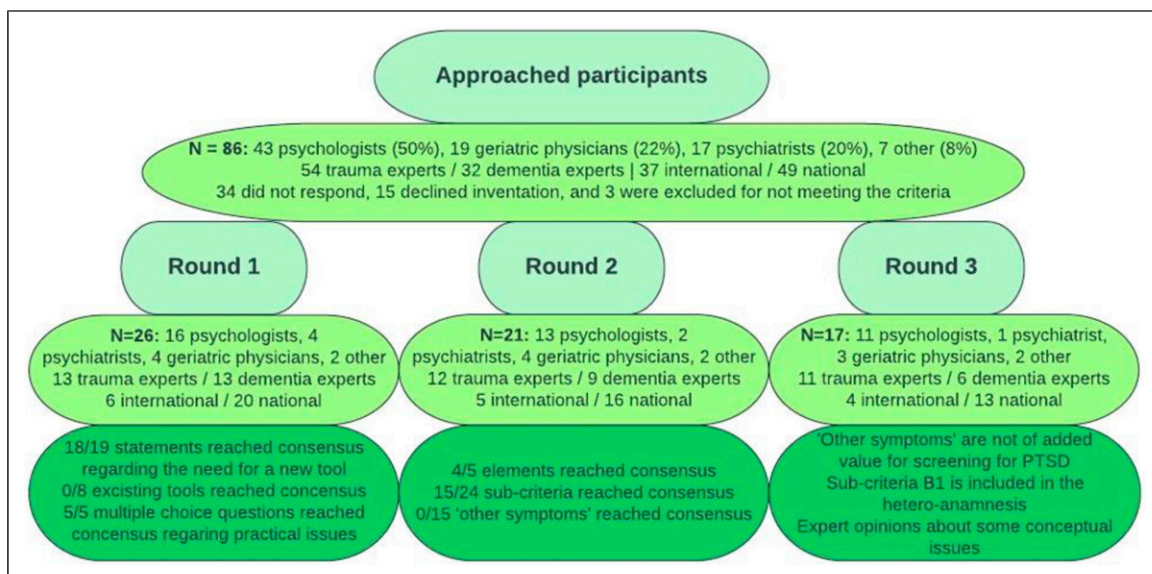 Approached participants
N = 86: 43 psychologists (50%), 19 geriatric physicians (22%), 17 psychiatrists (20%), 7 other (8%)
54 trauma experts / 32 dementia experts | 37 international / 49 national
34 did not respond, 15 declined inventation, and 3 were excluded for not meeting the criteria
Round 1
N=26: 16 psychologists, 4
psychiatrists, 4 geriatric physicians, 2 other
13 trauma experts / 13 dementia experts
6 international / 20 national
18/19 statements reached consensus
regarding the need for a new tool
0/8 excisting tools reached concensus
5/5 multiple choice questions reached
concensus regaring practical issues
Round 2
N=21: 13 psychologists, 2
psychiatrists, 4 geriatric physicians, 2 other
12 trauma experts / 9 dementia experts
5 international / 16 national
4/5 elements reached consensus
15/24 sub-criteria reached consensus
0/15 'other symptoms' reached consensus
Round 3
N=17: 11 psychologists, 1 psychiatrist,
3 geriatric physicians, 2 other
11 trauma experts / 6 dementia experts
4 international / 13 national
'Other symptoms' are not of added
value for screening for PTSD
Sub-criteria B1 is included in the
hetero-anamnesis
Expert opinions about some conceptual
issues